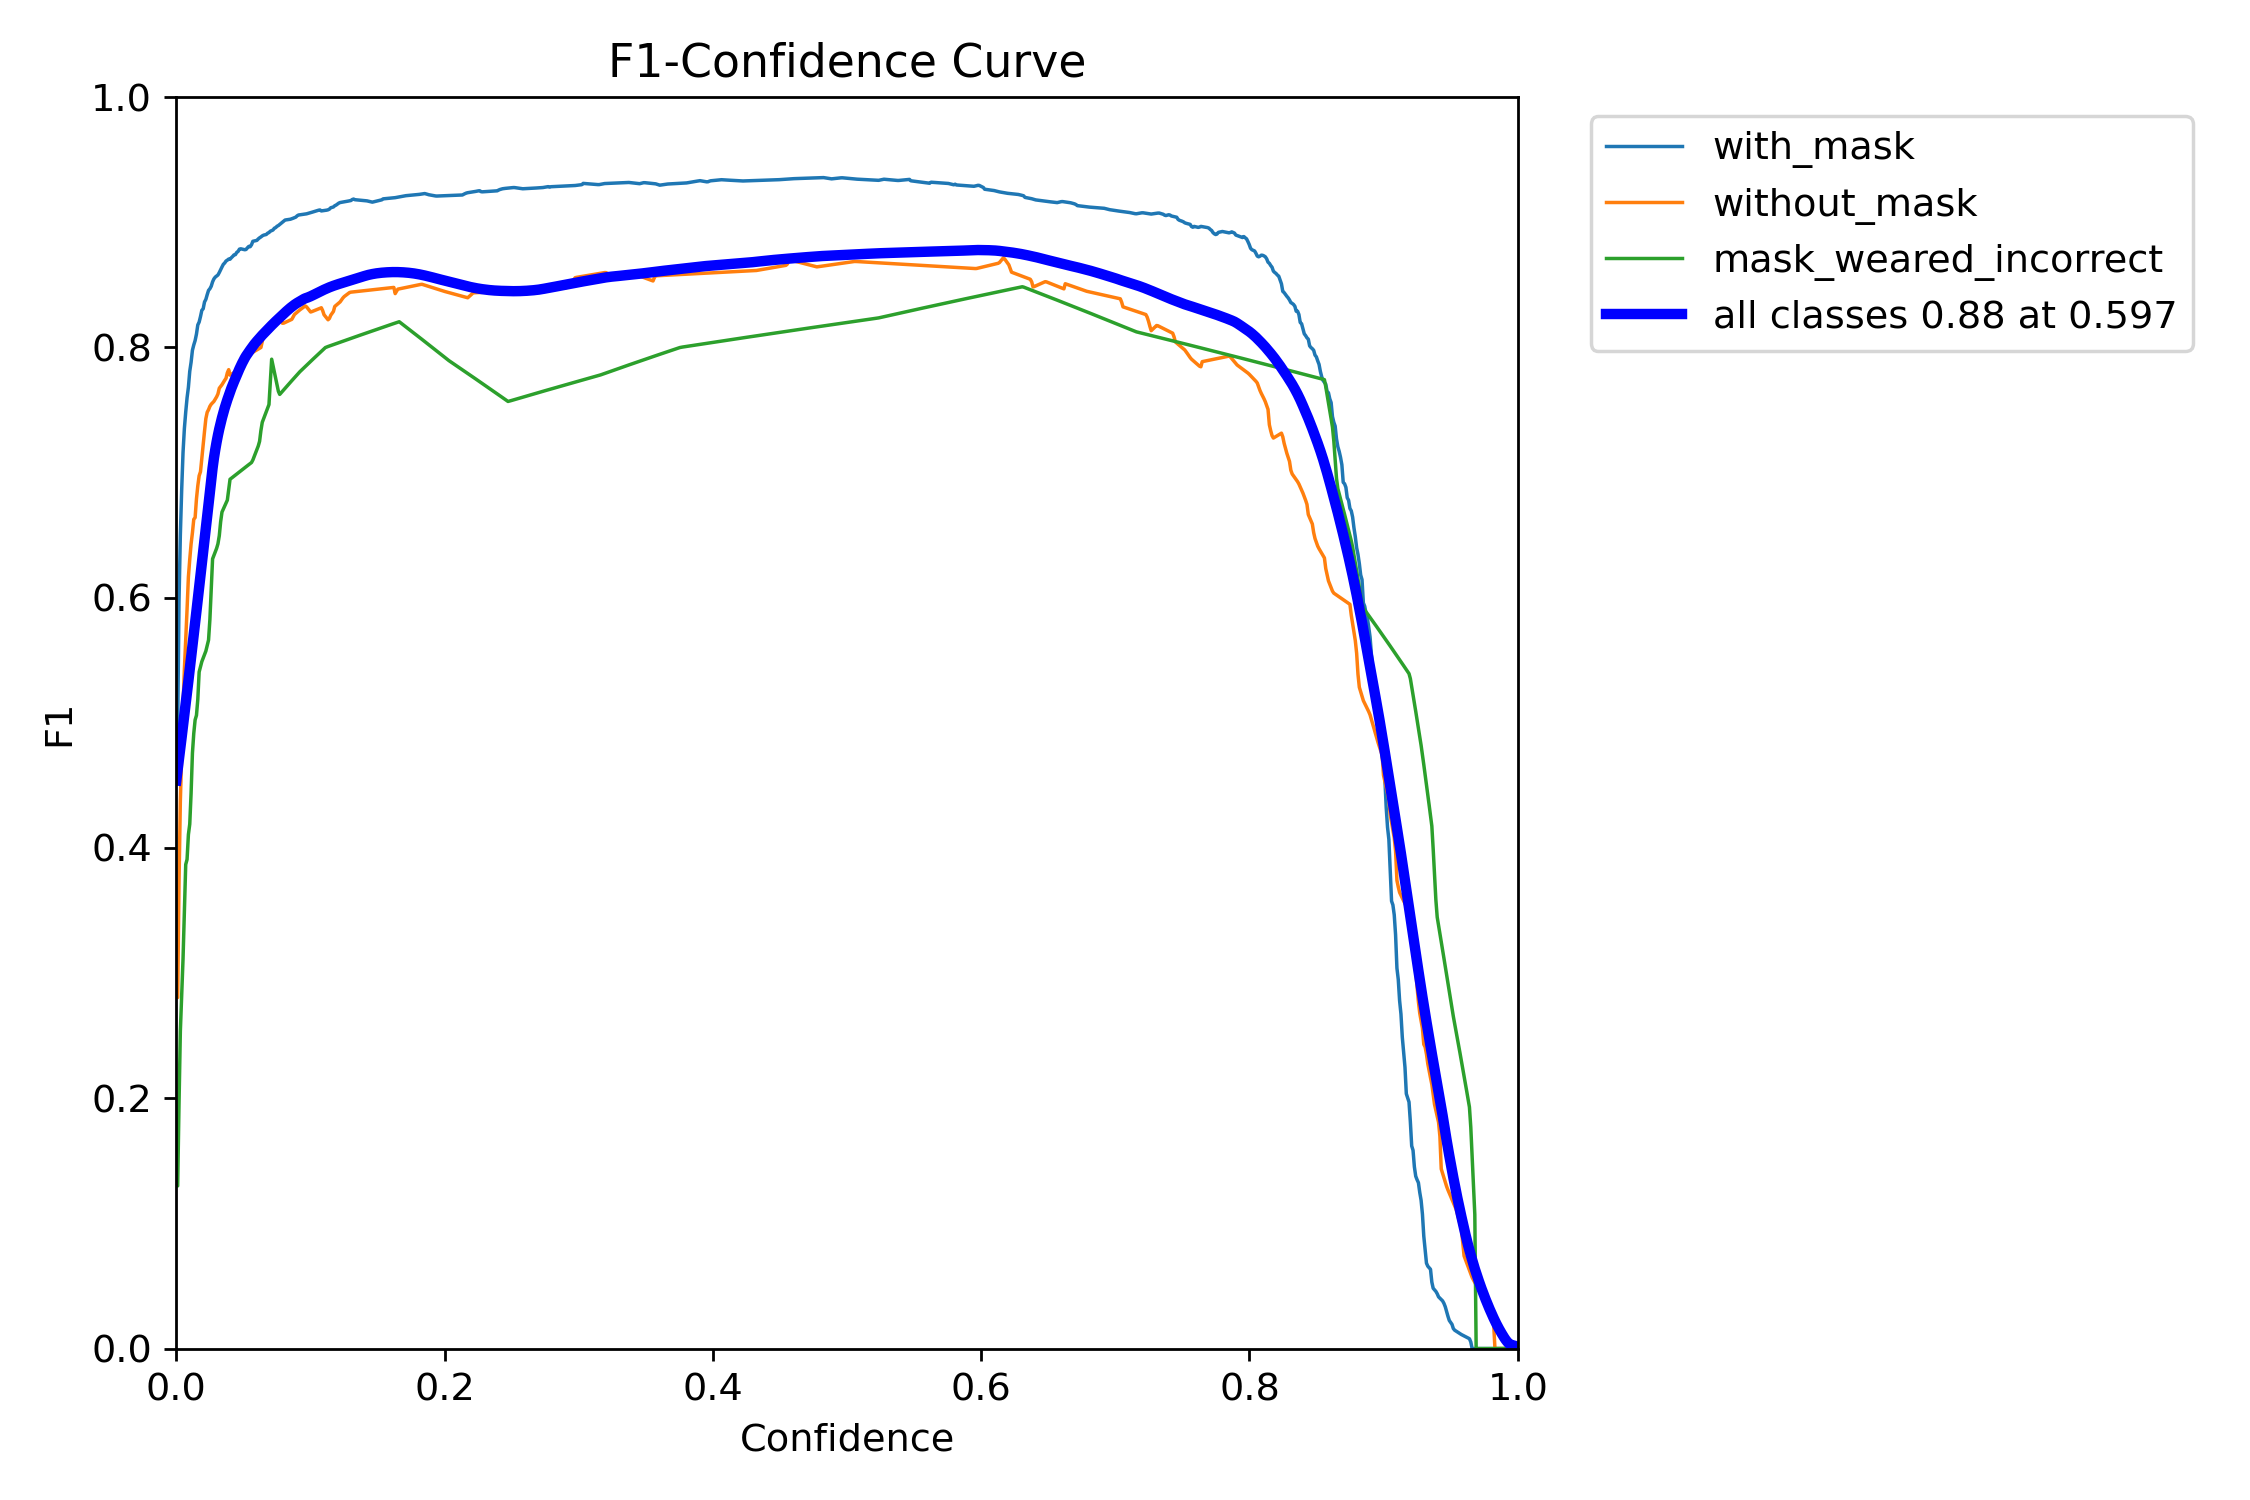 F1-Confidence Curve
1.0
0.8
0.6
0.4
0.2
0.0
F1
0.0 0.2 0.4 0.6 0.8 1.0
Confidence
with_mask
without_mask
mask_weared_incorrect
all classes 0.88 at 0.597